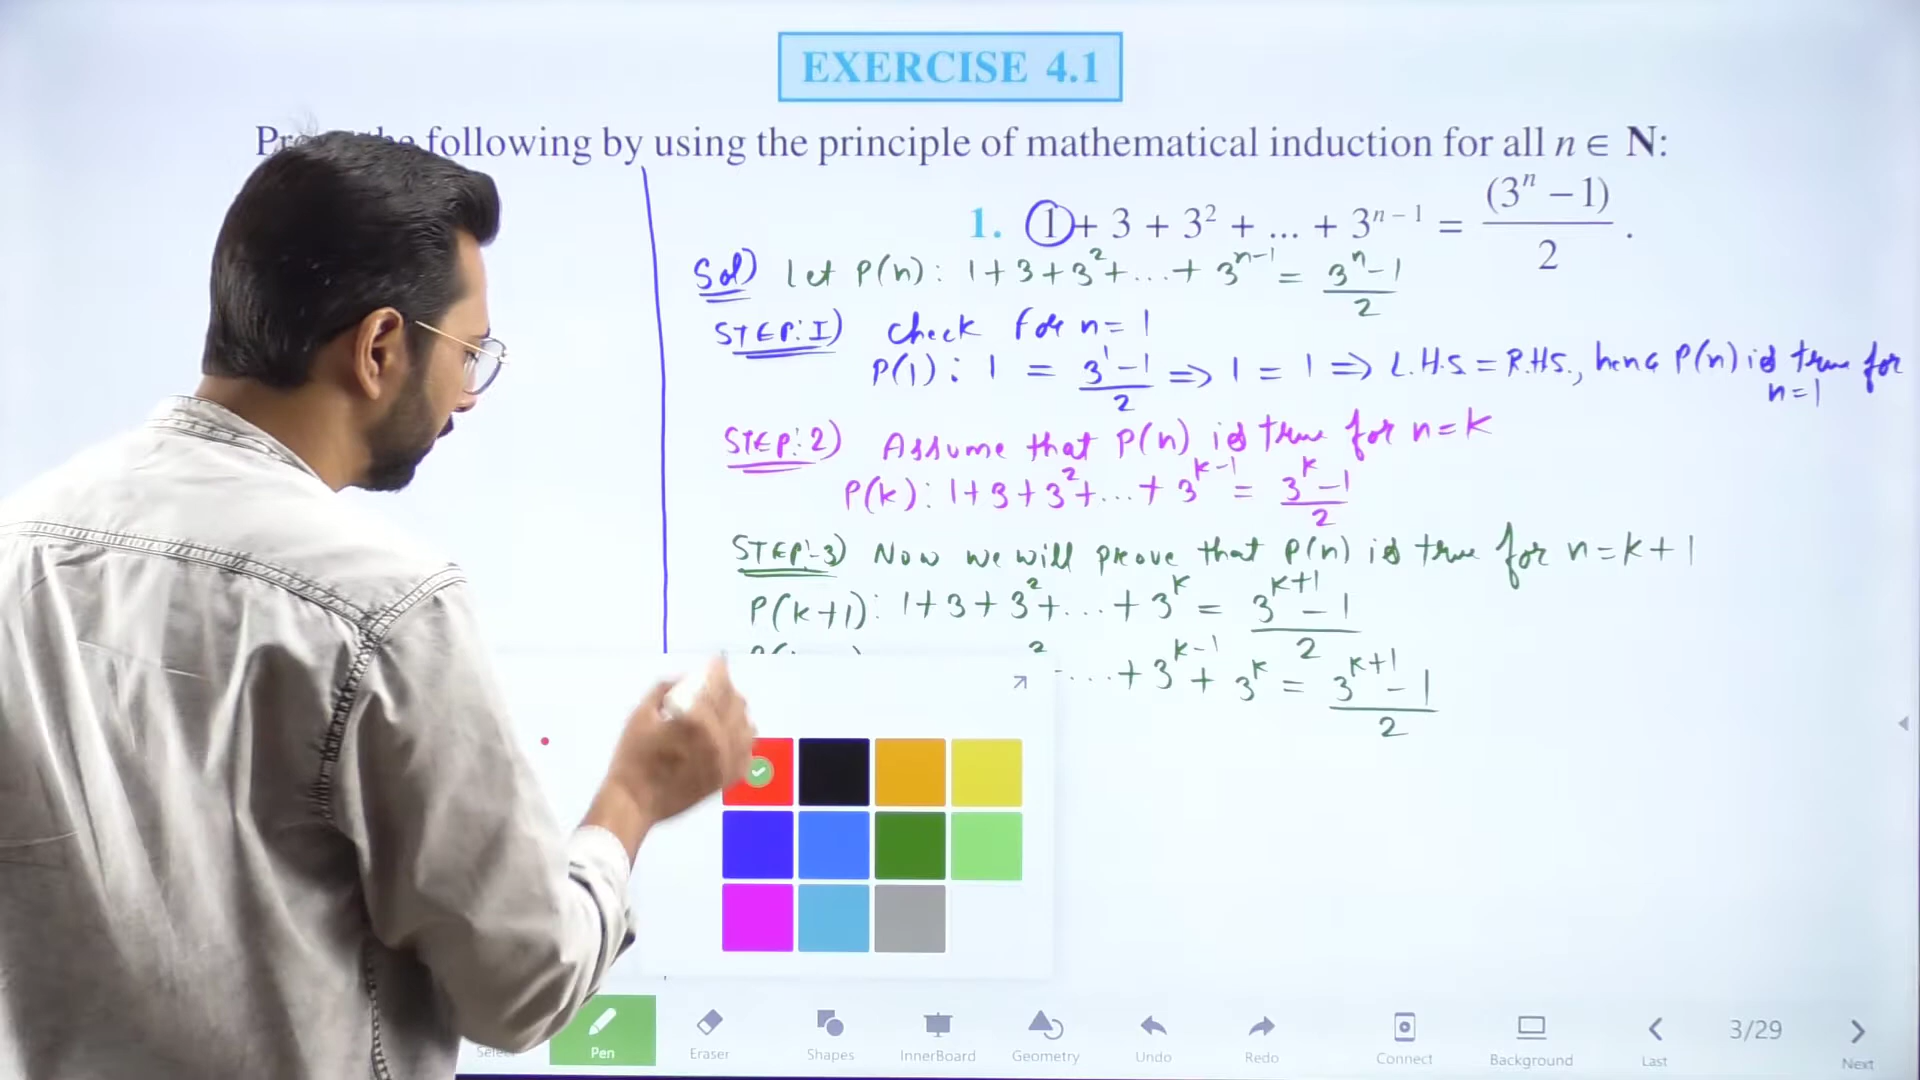 EXERCISE 4.1
the following by using the principle of mathematical induction for all n ∈ N:
1. 1 + 3 + 3² + ... + 3ⁿ⁻¹ = (3ⁿ – 1)/2 .
Sol) Let P(n): 1+3+3²+...+ 3ⁿ⁻¹ = (3ⁿ-1)/2
STEP:I) Check for n=1
P(1): 1 = (3¹-1)/2 => 1 = 1 => L.H.S = R.H.S., henc P(n) is true for n=1
STEP:2) Assume that P(n) is true for n=k
P(k): 1+3+3²+...+ 3ᵏ⁻¹ = (3ᵏ-1)/2
STEP-3) Now we will prove that P(n) is true for n=k+1
P(k+1): 1+3+3²+...+3ᵏ = (3ᵏ⁺¹-1)/2
...+3ᵏ⁻¹+ 3ᵏ = (3ᵏ⁺¹-1)/2
Select Pen Eraser Shapes InnerBoard Geometry Undo Redo Connect Background Last 3/29 Next